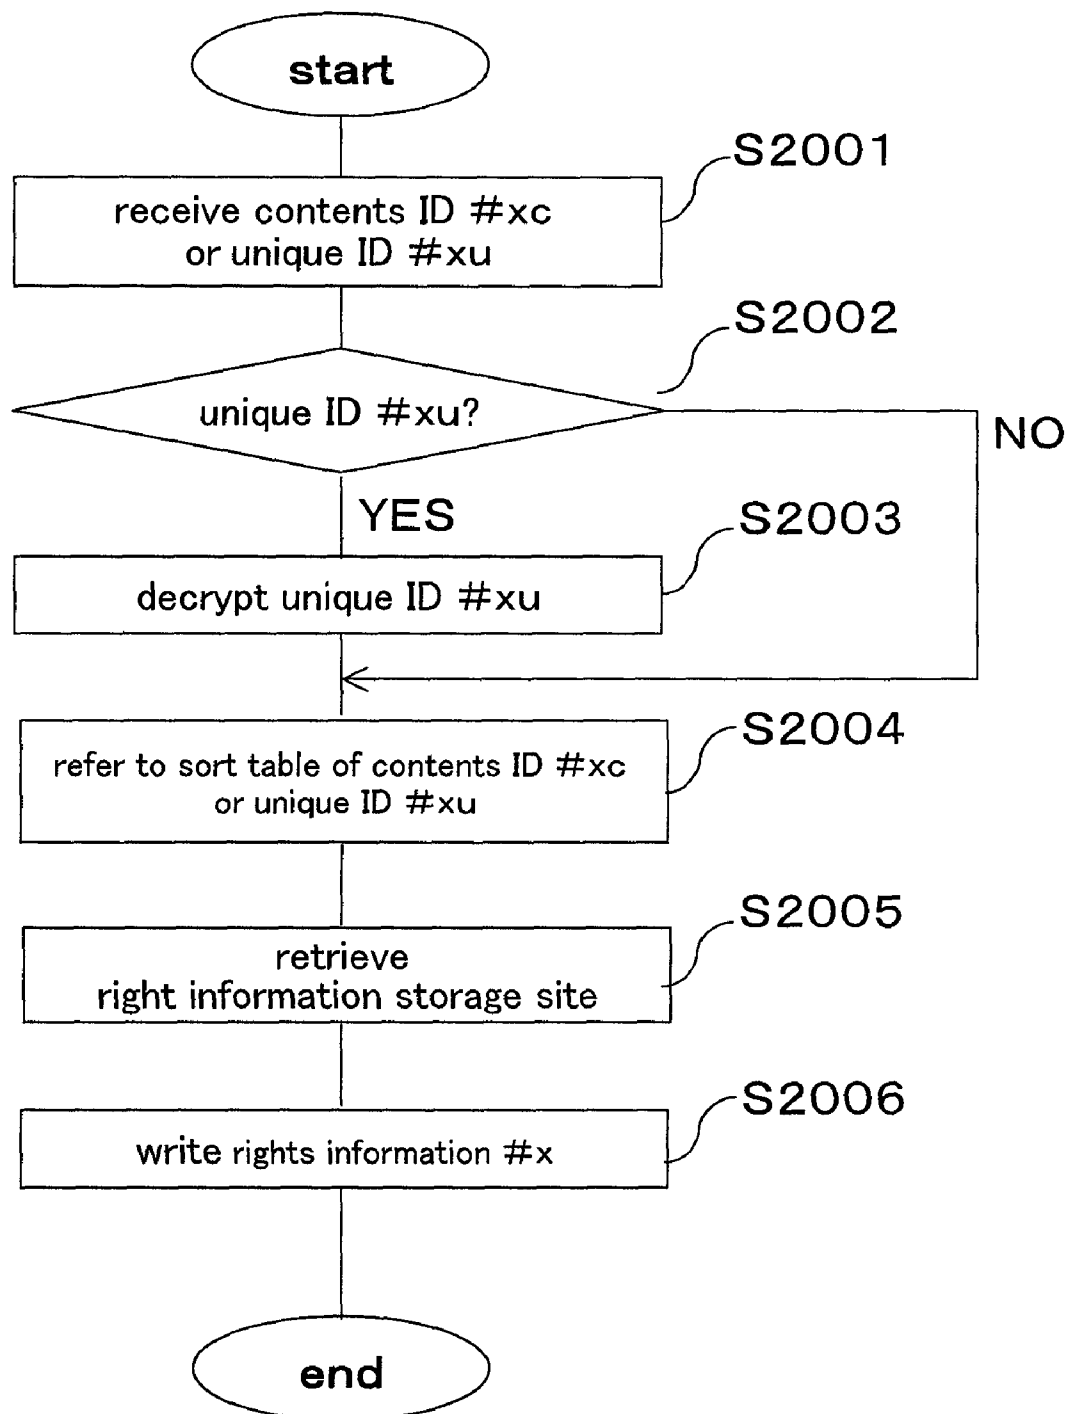 start
S2001
receive contents ID #xc
or unique ID #xu
S2002
unique ID #xu?
NO
YES
S2003
decrypt unique ID #xu
S2004
refer to sort table of contents ID #xc
or unique ID #xu
S2005
retrieve
right information storage site
S2006
write rights information #x
end